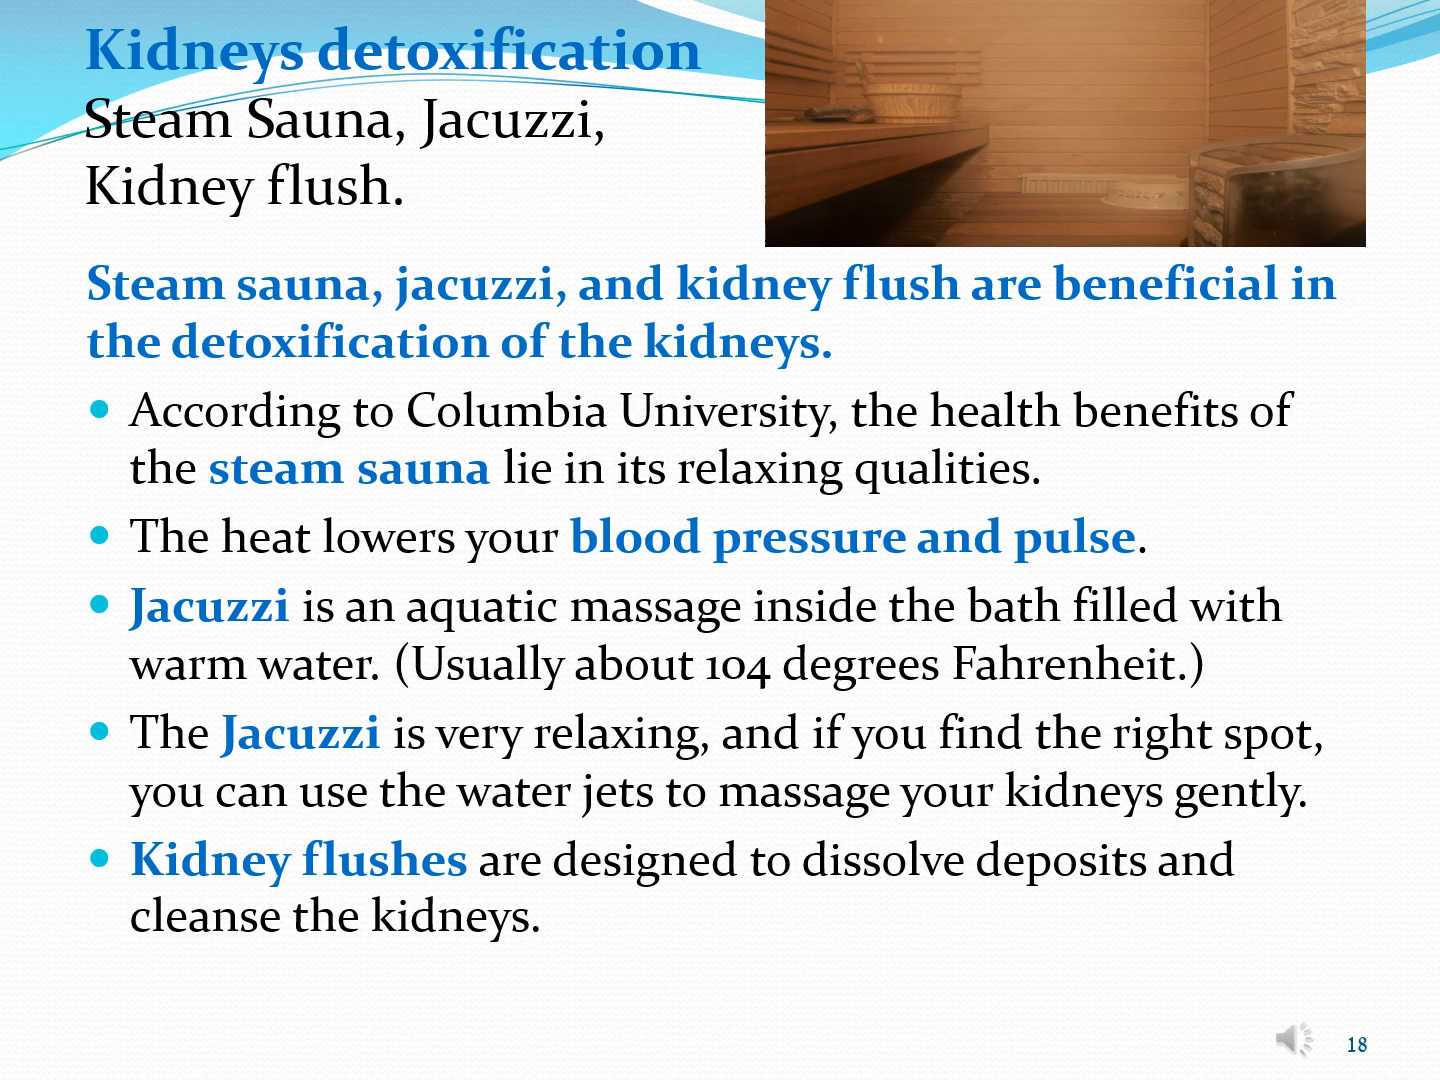 Kidneys detoxification
Steam Sauna, Jacuzzi,
Kidney flush.
Steam sauna, jacuzzi, and kidney flush are beneficial in
the detoxification of the kidneys.
• According to Columbia University, the health benefits of
the steam sauna lie in its relaxing qualities.
• The heat lowers your blood pressure and pulse.
• Jacuzzi is an aquatic massage inside the bath filled with
warm water. (Usually about 104 degrees Fahrenheit.)
• The Jacuzzi is very relaxing, and if you find the right spot,
you can use the water jets to massage your kidneys gently.
• Kidney flushes are designed to dissolve deposits and
cleanse the kidneys.
18